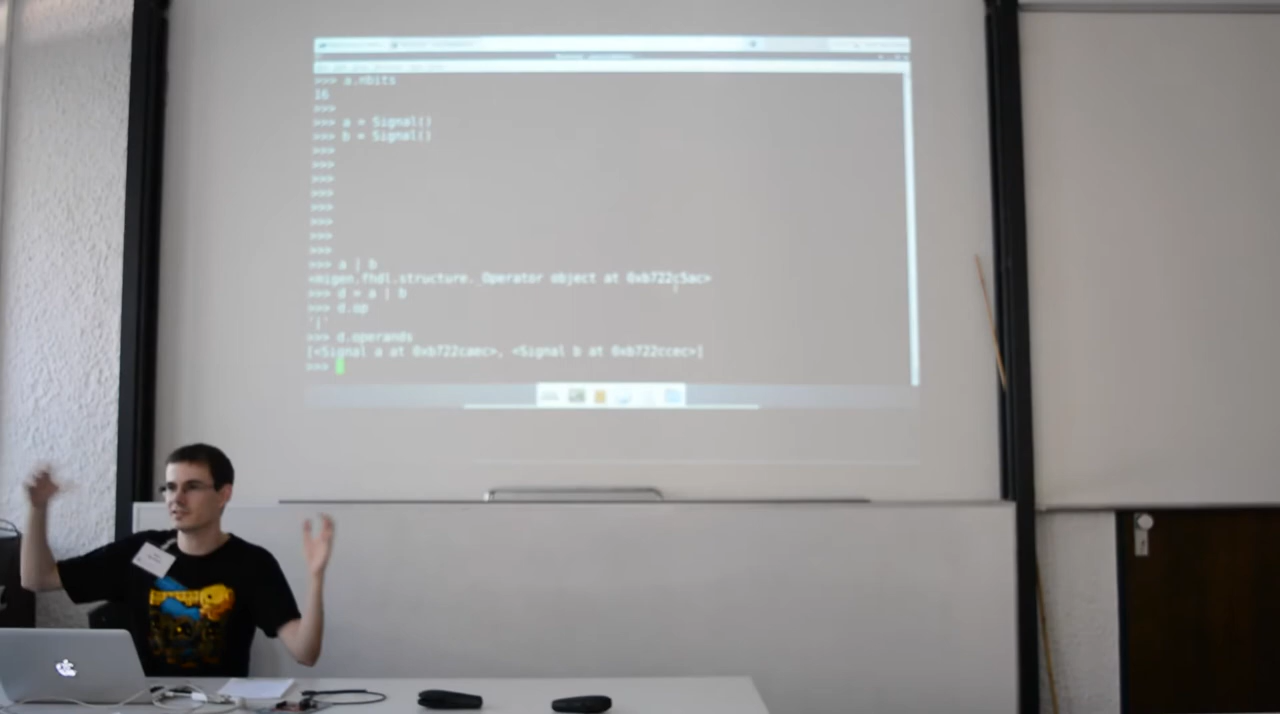 >>> a.nbits
16
>>>
>>> a = Signal()
>>> b = Signal()
>>>
>>>
>>>
>>>
>>>
>>>
>>>
>>>
>>> a | b
<migen.fhdl.structure._Operator object at 0xb722c5ac>
>>> d = a | b
>>> d.op
'|'
>>> d.operands
[<Signal a at 0xb722caec>, <Signal b at 0xb722ccec>]
>>>